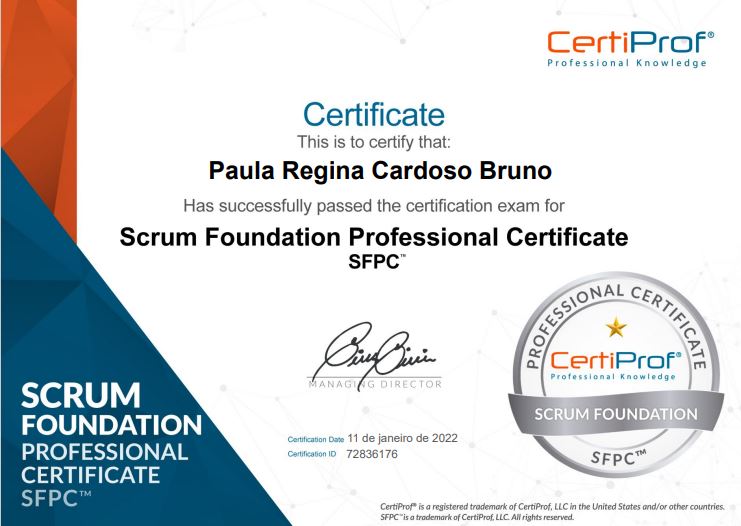 CertiProf®
Professional Knowledge
Certificate
This is to certify that:
Paula Regina Cardoso Bruno
Has successfully passed the certification exam for
Scrum Foundation Professional Certificate
SFPC™
PROFESSIONAL CERTIFICATE
CertiProf®
Professional Knowledge
SCRUM FOUNDATION
SFPC™
MANAGING DIRECTOR
SCRUM
FOUNDATION
PROFESSIONAL
CERTIFICATE
SFPC™
Certification Date 11 de janeiro de 2022
Certification ID 72836176
CertiProf® is a registered trademark of CertiProf, LLC in the United States and/or other countries.
SFPC™ is a trademark of CertiProf, LLC. All rights reserved.